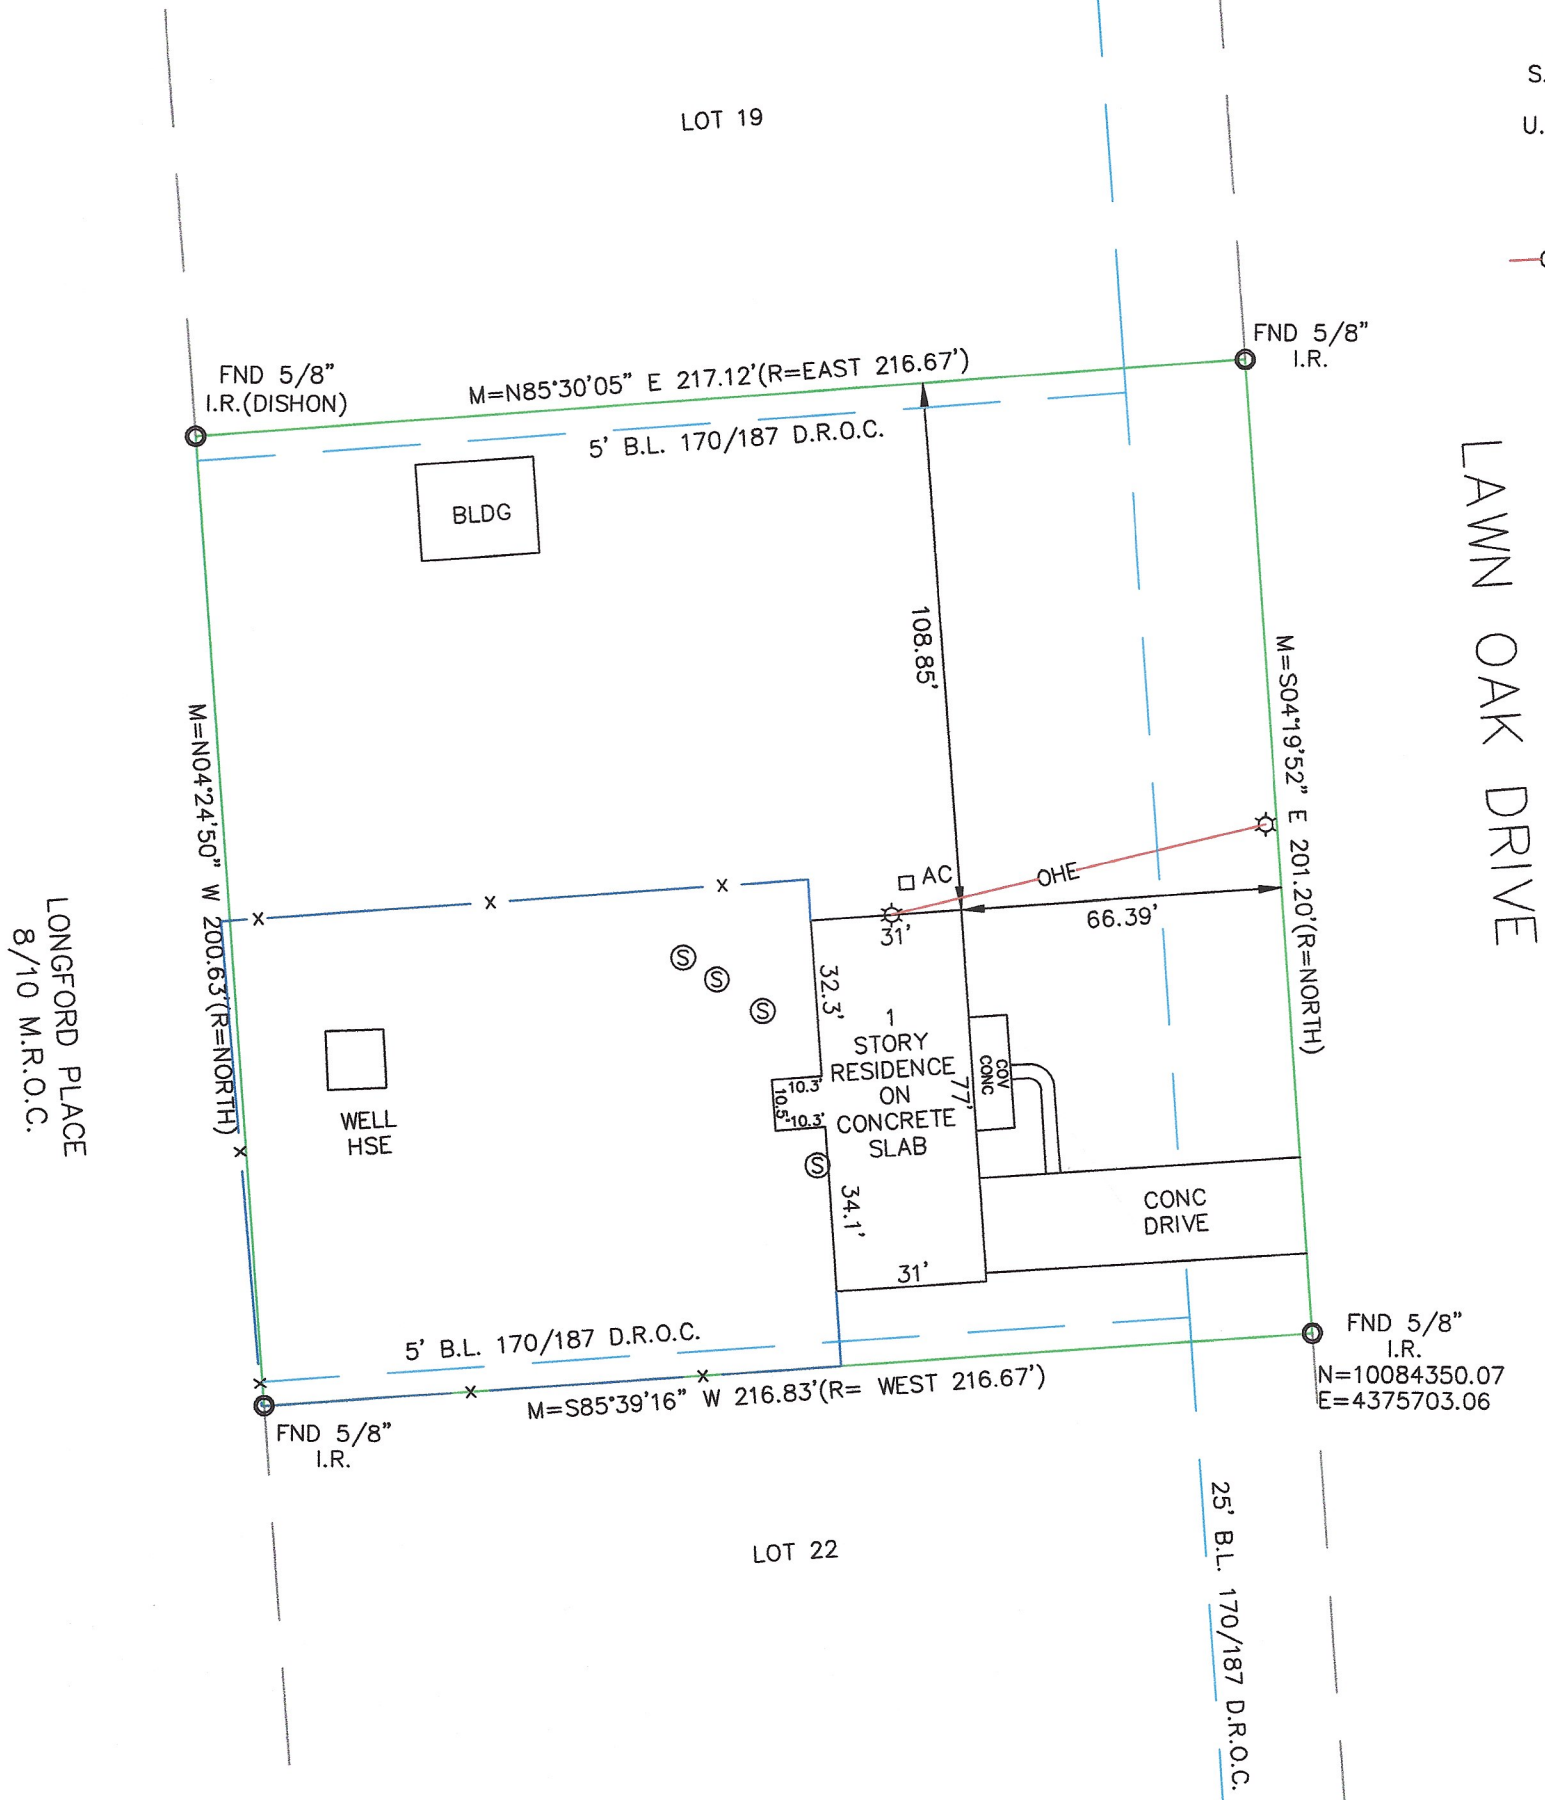 LOT 19
S.
U.
FND 5/8"
I.R.
FND 5/8"
I.R.(DISHON)
M=N85°30'05" E 217.12'(R=EAST 216.67')
5' B.L. 170/187 D.R.O.C.
BLDG
LAWN OAK DRIVE
108.85'
M=S04°19'52" E 201.20'(R=NORTH)
M=N04°24'50" W 200.63'(R=NORTH)
AC
OHE
66.39'
31'
32.3'
LONGFORD PLACE
8/10 M.R.O.C.
X
X
X
S
S
S
1
STORY
RESIDENCE
ON
CONCRETE
SLAB
COV
CONC
77'
10.3'
10.5'
10.3'
WELL
HSE
X
S
34.1'
CONC
DRIVE
31'
5' B.L. 170/187 D.R.O.C.
X
X
X
M=S85°39'16" W 216.83'(R= WEST 216.67')
FND 5/8"
I.R.
N=10084350.07
E=4375703.06
FND 5/8"
I.R.
25' B.L. 170/187 D.R.O.C.
LOT 22